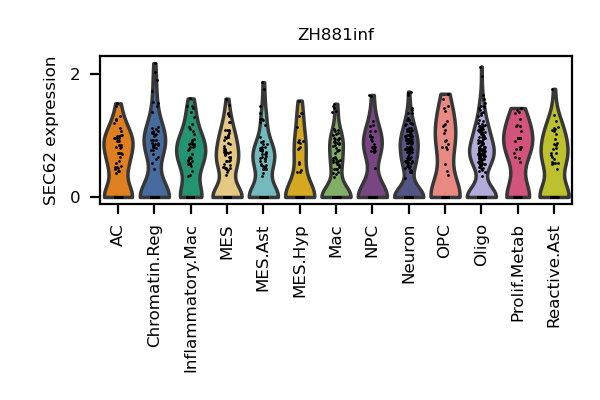 ZH881inf
SEC62 expression
2
0
AC
Chromatin.Reg
Inflammatory.Mac
MES
MES.Ast
MES.Hyp
Mac
NPC
Neuron
OPC
Oligo
Prolif.Metab
Reactive.Ast